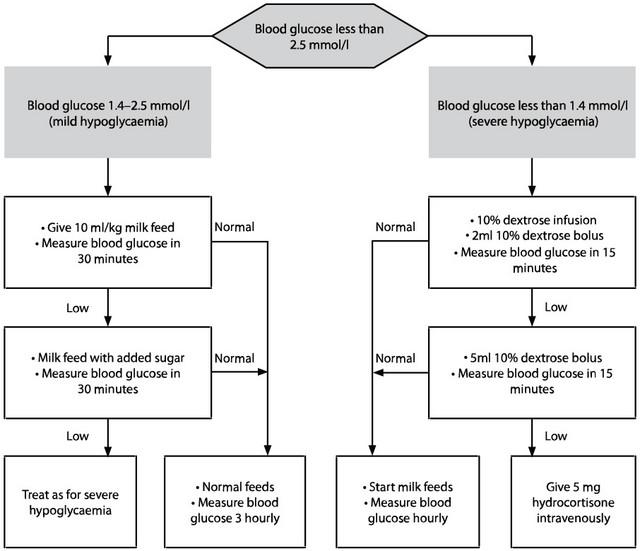 Blood glucose less than
2.5 mmol/l
Blood glucose 1.4–2.5 mmol/l
(mild hypoglycaemia)
Blood glucose less than 1.4 mmol/l
(severe hypoglycaemia)
• Give 10 ml/kg milk feed
• Measure blood glucose in
30 minutes
Normal
Normal
• 10% dextrose infusion
• 2ml 10% dextrose bolus
• Measure blood glucose in 15
minutes
Low
Low
• Milk feed with added sugar
• Measure blood glucose in
30 minutes
Normal
Normal
• 5ml 10% dextrose bolus
• Measure blood glucose in 15
minutes
Low
Low
Treat as for severe
hypoglycaemia
• Normal feeds
• Measure blood
glucose 3 hourly
• Start milk feeds
• Measure blood
glucose hourly
Give 5 mg
hydrocortisone
intravenously